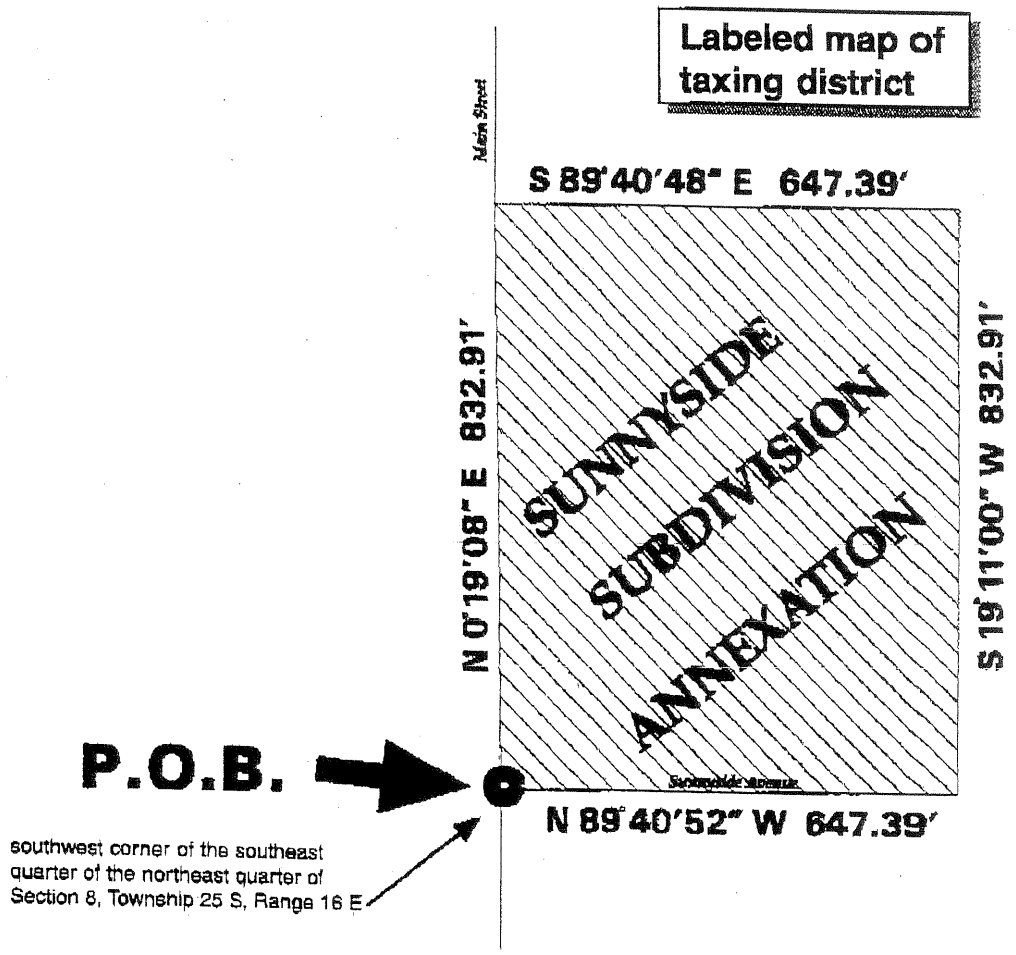 Labeled map of
taxing district
Main Street
S 89°40'48" E 647.39'
N 0°19'08" E 832.91'
S 19°11'00" W 832.91'
SUNNYSIDE
SUBDIVISION
ANNEXATION
P.O.B.
Sunnyside Avenue
N 89°40'52" W 647.39'
southwest corner of the southeast
quarter of the northeast quarter of
Section 8, Township 25 S, Range 16 E